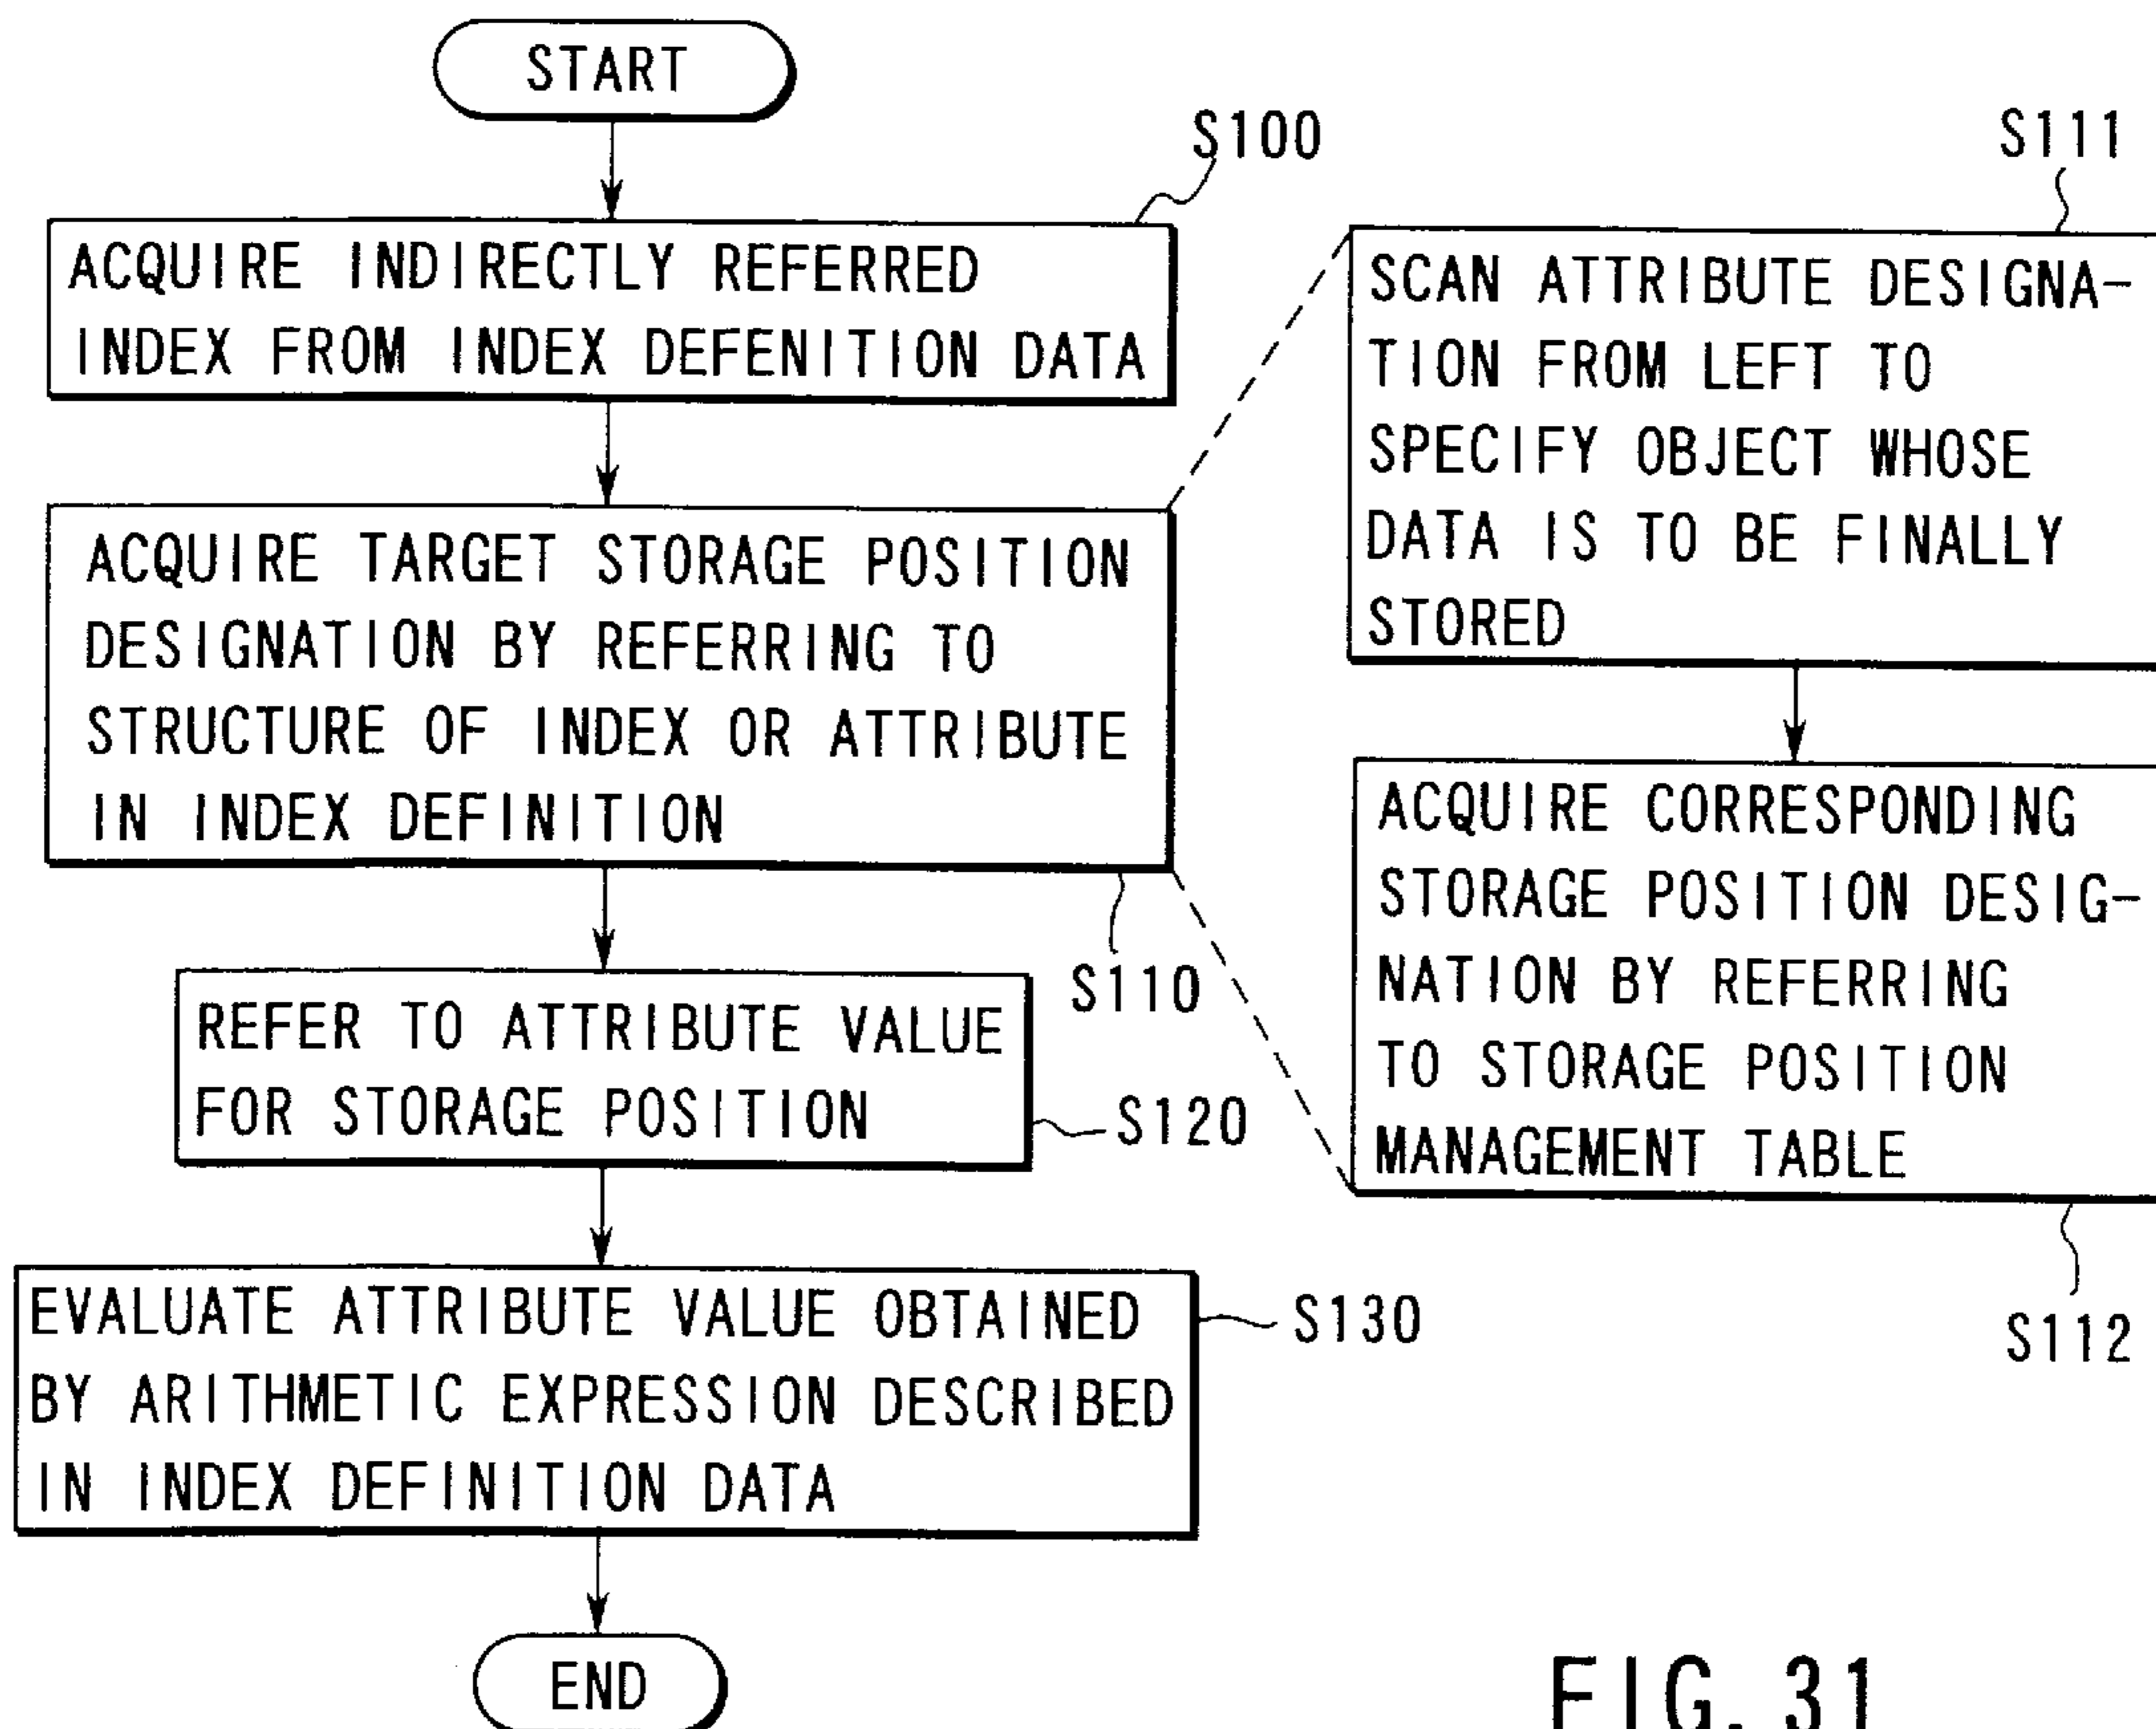 START
S100
ACQUIRE INDIRECTLY REFERRED
INDEX FROM INDEX DEFENITION DATA
ACQUIRE TARGET STORAGE POSITION
DESIGNATION BY REFERRING TO
STRUCTURE OF INDEX OR ATTRIBUTE
IN INDEX DEFINITION
S110
REFER TO ATTRIBUTE VALUE
FOR STORAGE POSITION
S120
EVALUATE ATTRIBUTE VALUE OBTAINED
BY ARITHMETIC EXPRESSION DESCRIBED
IN INDEX DEFINITION DATA
S130
END
S111
SCAN ATTRIBUTE DESIGNA-
TION FROM LEFT TO
SPECIFY OBJECT WHOSE
DATA IS TO BE FINALLY
STORED
ACQUIRE CORRESPONDING
STORAGE POSITION DESIG-
NATION BY REFERRING
TO STORAGE POSITION
MANAGEMENT TABLE
S112
FIG. 31